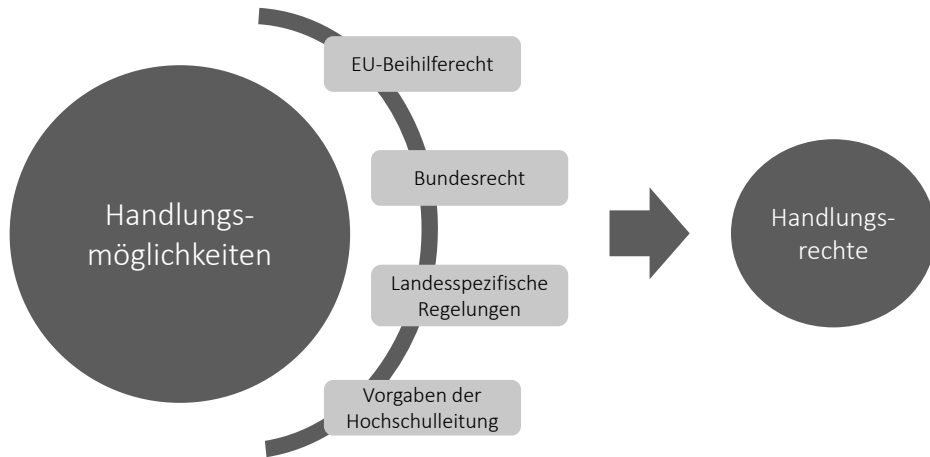 Handlungs-
möglichkeiten
EU-Beihilferecht
Bundesrecht
Landesspezifische
Regelungen
Vorgaben der
Hochschulleitung
Handlungs-
rechte